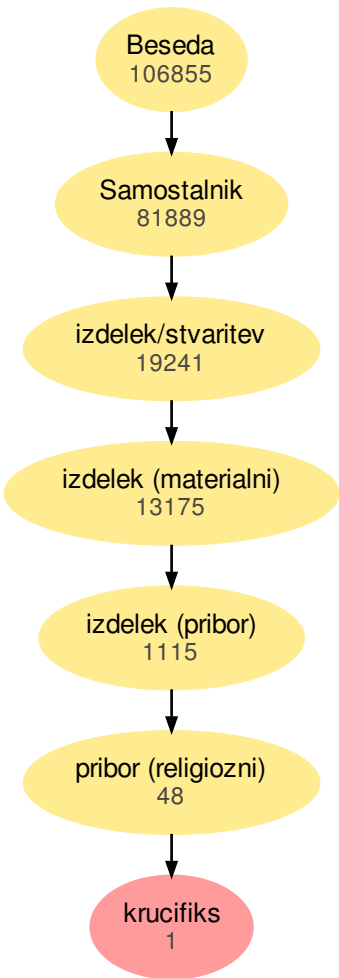 Beseda
106855
Samostalnik
81889
izdelek/stvaritev
19241
izdelek (materialni)
13175
izdelek (pribor)
1115
pribor (religiozni)
48
krucifiks
1